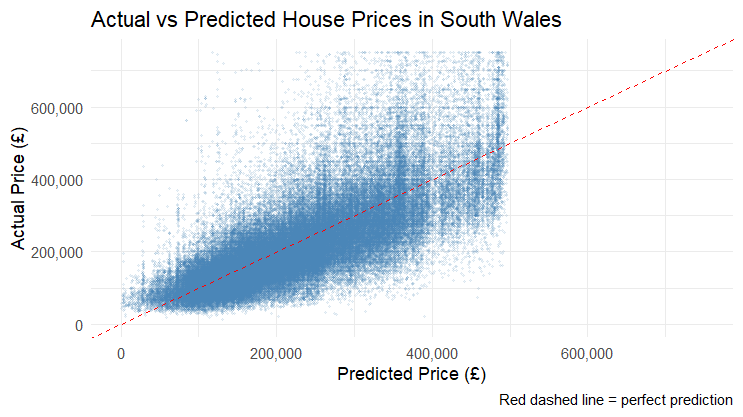 Actual vs Predicted House Prices in South Wales
Actual Price (£)
600,000
400,000
200,000
0
0 200,000 400,000 600,000
Predicted Price (£)
Red dashed line = perfect prediction